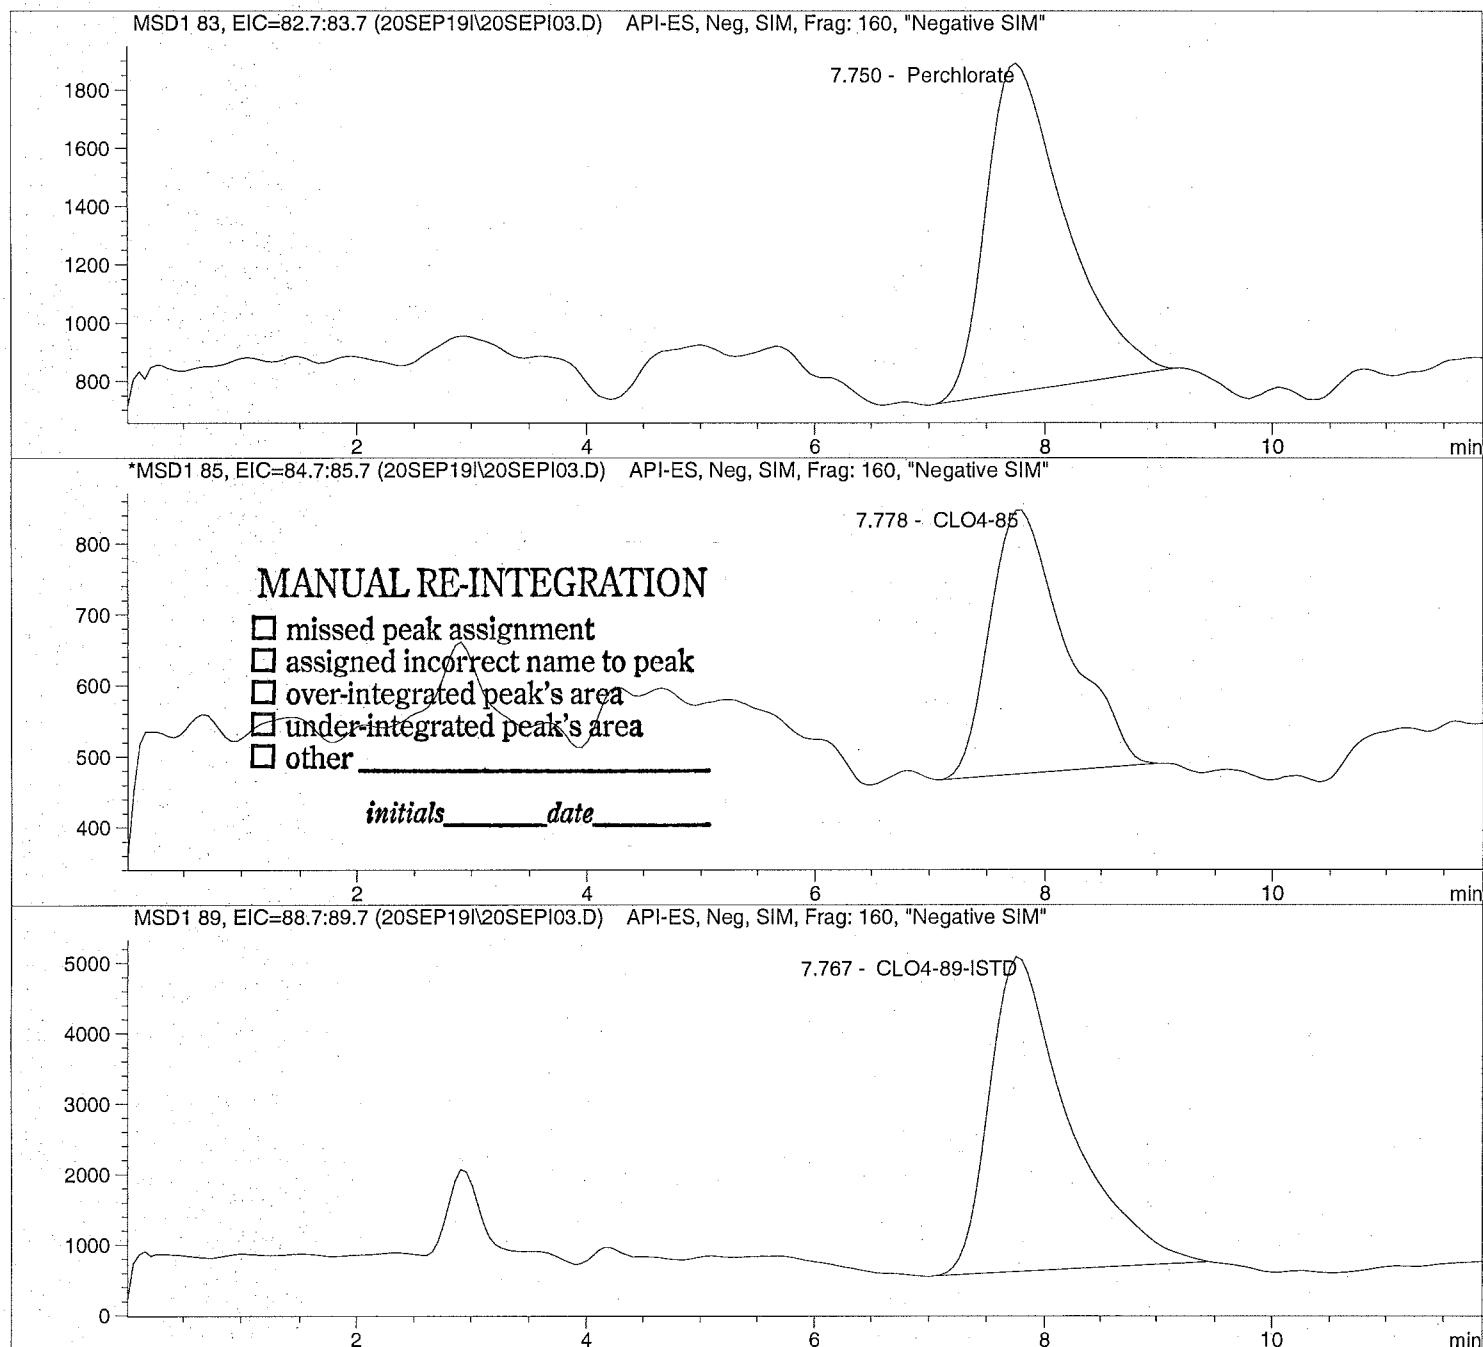 MSD1 83, EIC=82.7:83.7 (20SEP19I\20SEPI03.D) API-ES, Neg, SIM, Frag: 160, "Negative SIM"
7.750 - Perchlorate
1800
1600
1400
1200
1000
800
2 4 6 8 10 min
*MSD1 85, EIC=84.7:85.7 (20SEP19I\20SEPI03.D) API-ES, Neg, SIM, Frag: 160, "Negative SIM"
7.778 - CLO4-85
800
700
600
500
400
MANUAL RE-INTEGRATION
☐ missed peak assignment
☐ assigned incorrect name to peak
☐ over-integrated peak's area
☐ under-integrated peak's area
☐ other
initials date
2 4 6 8 10 min
MSD1 89, EIC=88.7:89.7 (20SEP19I\20SEPI03.D) API-ES, Neg, SIM, Frag: 160, "Negative SIM"
7.767 - CLO4-89-ISTD
5000
4000
3000
2000
1000
0
2 4 6 8 10 min